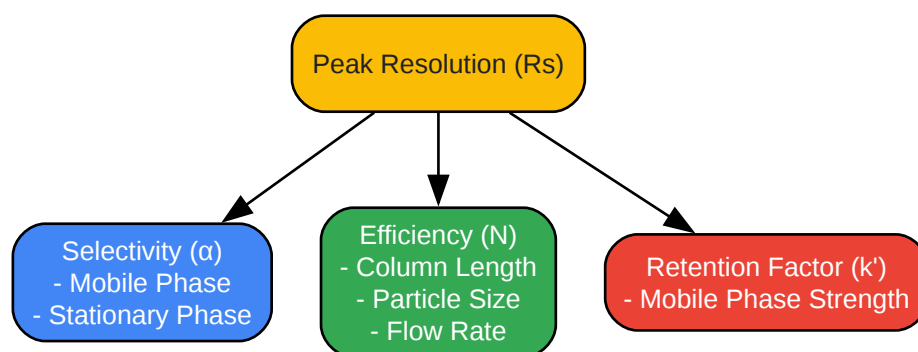 Peak Resolution (Rs)
Selectivity (α)
- Mobile Phase
- Stationary Phase
Efficiency (N)
- Column Length
- Particle Size
- Flow Rate
Retention Factor (k')
- Mobile Phase Strength